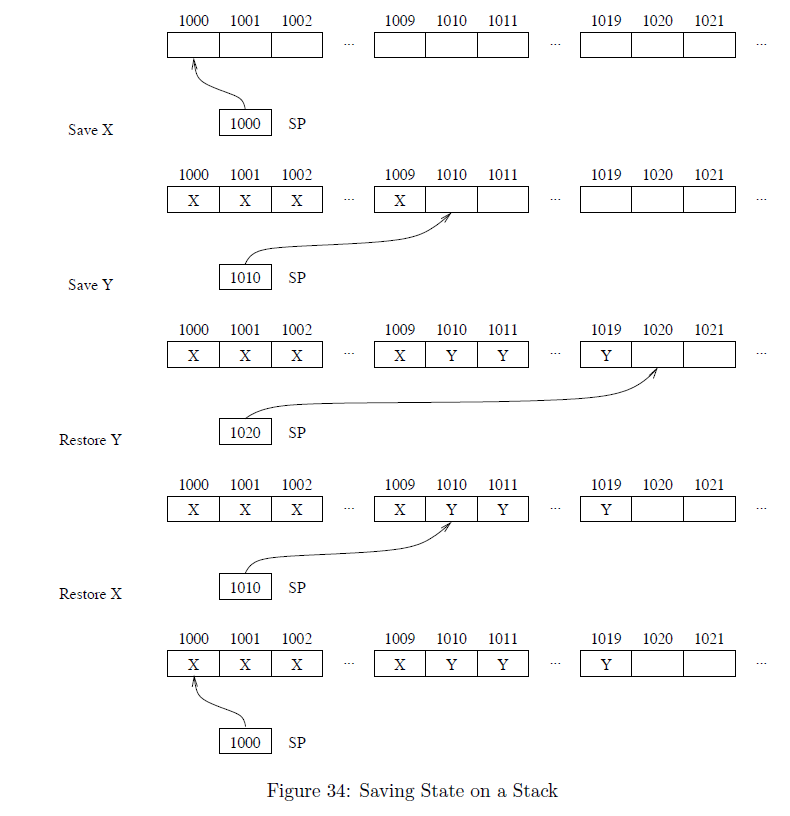 1000 1001 1002 1009 1010 1011 1019 1020 1021
... ... ...
1000 SP
Save X
1000 1001 1002 1009 1010 1011 1019 1020 1021
X X X ... X ... ...
1010 SP
Save Y
1000 1001 1002 1009 1010 1011 1019 1020 1021
X X X ... X Y Y ... Y ...
1020 SP
Restore Y
1000 1001 1002 1009 1010 1011 1019 1020 1021
X X X ... X Y Y ... Y ...
1010 SP
Restore X
1000 1001 1002 1009 1010 1011 1019 1020 1021
X X X ... X Y Y ... Y ...
1000 SP
Figure 34: Saving State on a Stack